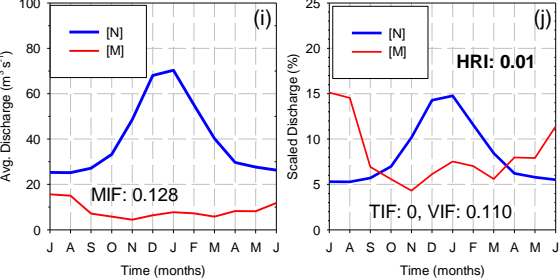 (i)
[N]
[M]
Avg. Discharge (m³ s⁻¹)
100
80
60
40
20
0
MIF: 0.128
J A S O N D J F M A M J
Time (months)
(j)
[N]
[M]
HRI: 0.01
Scaled Discharge (%)
25
20
15
10
5
0
TIF: 0, VIF: 0.110
J A S O N D J F M A M J
Time (months)